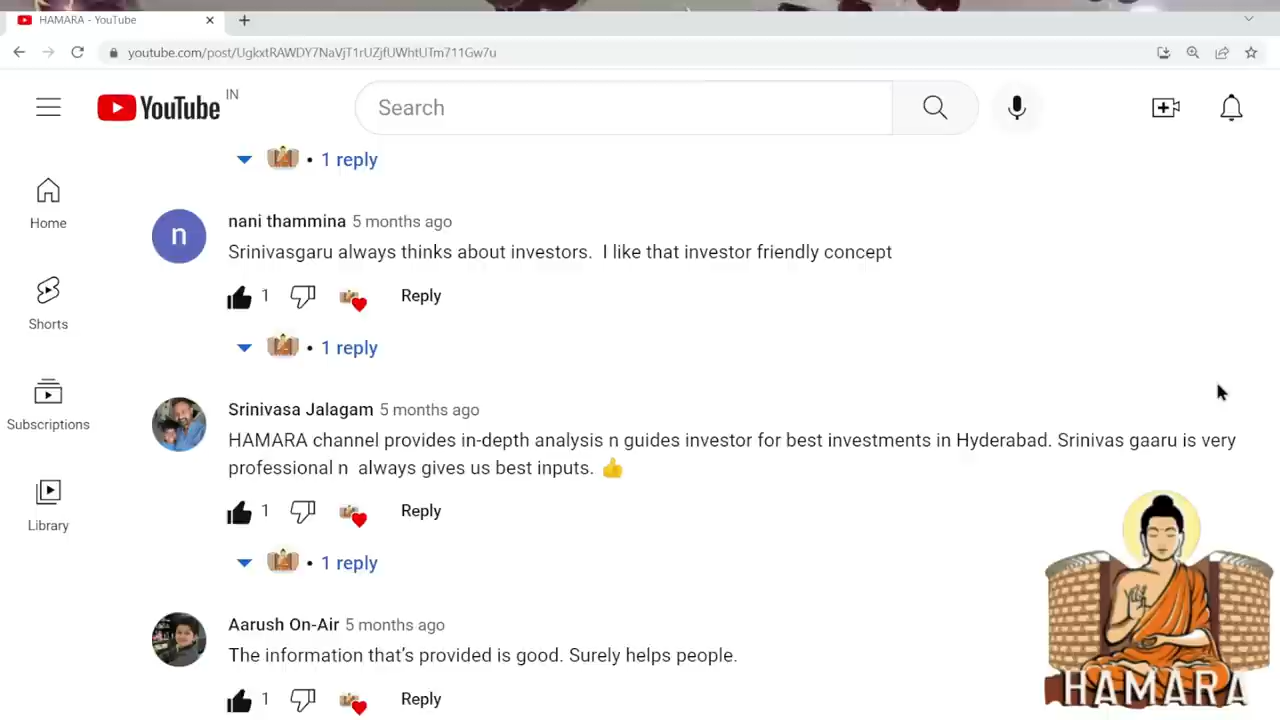 HAMARA - YouTube
youtube.com/post/UgkxtRAWDY7NaVjT1rUZjfUWhtUTm711Gw7u
YouTube IN
Search
Home
Shorts
Subscriptions
Library
1 reply
n
nani thammina 5 months ago
Srinivasgaru always thinks about investors. I like that investor friendly concept
1 Reply
1 reply
Srinivasa Jalagam 5 months ago
HAMARA channel provides in-depth analysis n guides investor for best investments in Hyderabad. Srinivas gaaru is very
professional n always gives us best inputs. 👍
1 Reply
1 reply
Aarush On-Air 5 months ago
The information that's provided is good. Surely helps people.
1 Reply
HAMARA